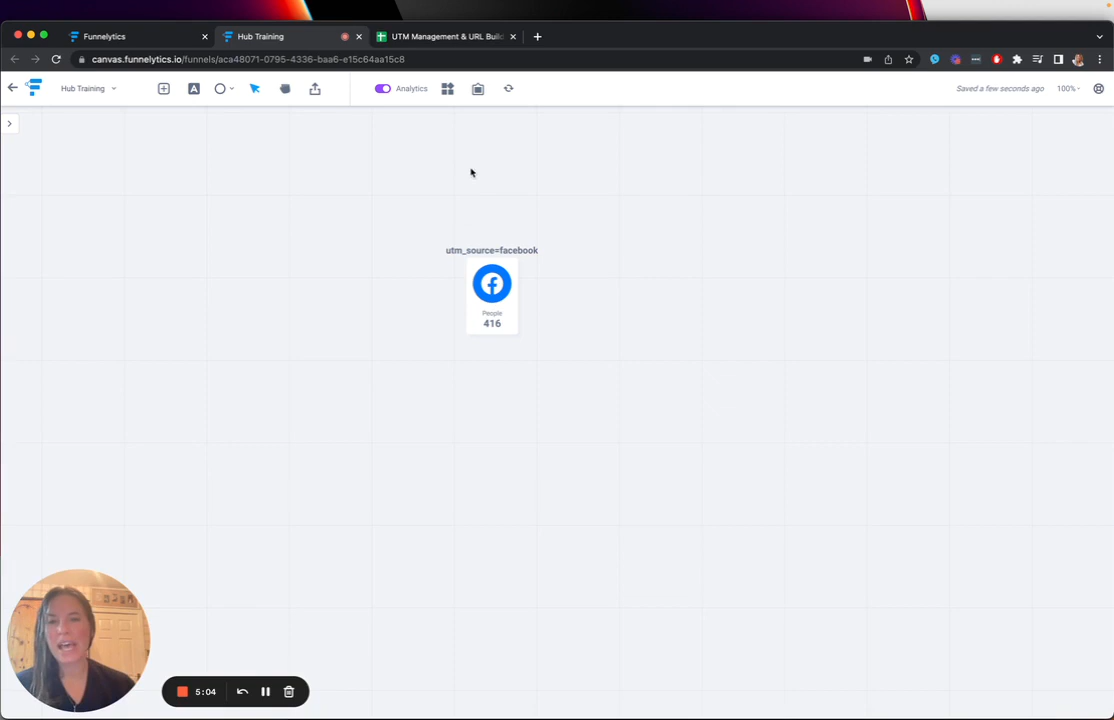 Funnelytics
Hub Training
UTM Management & URL Build
canvas.funnelytics.io/funnels/aca48071-0795-4336-baa6-e15c64aa15c8
Hub Training
A
Analytics
Saved a few seconds ago
100%
utm_source=facebook
People
416
5:04